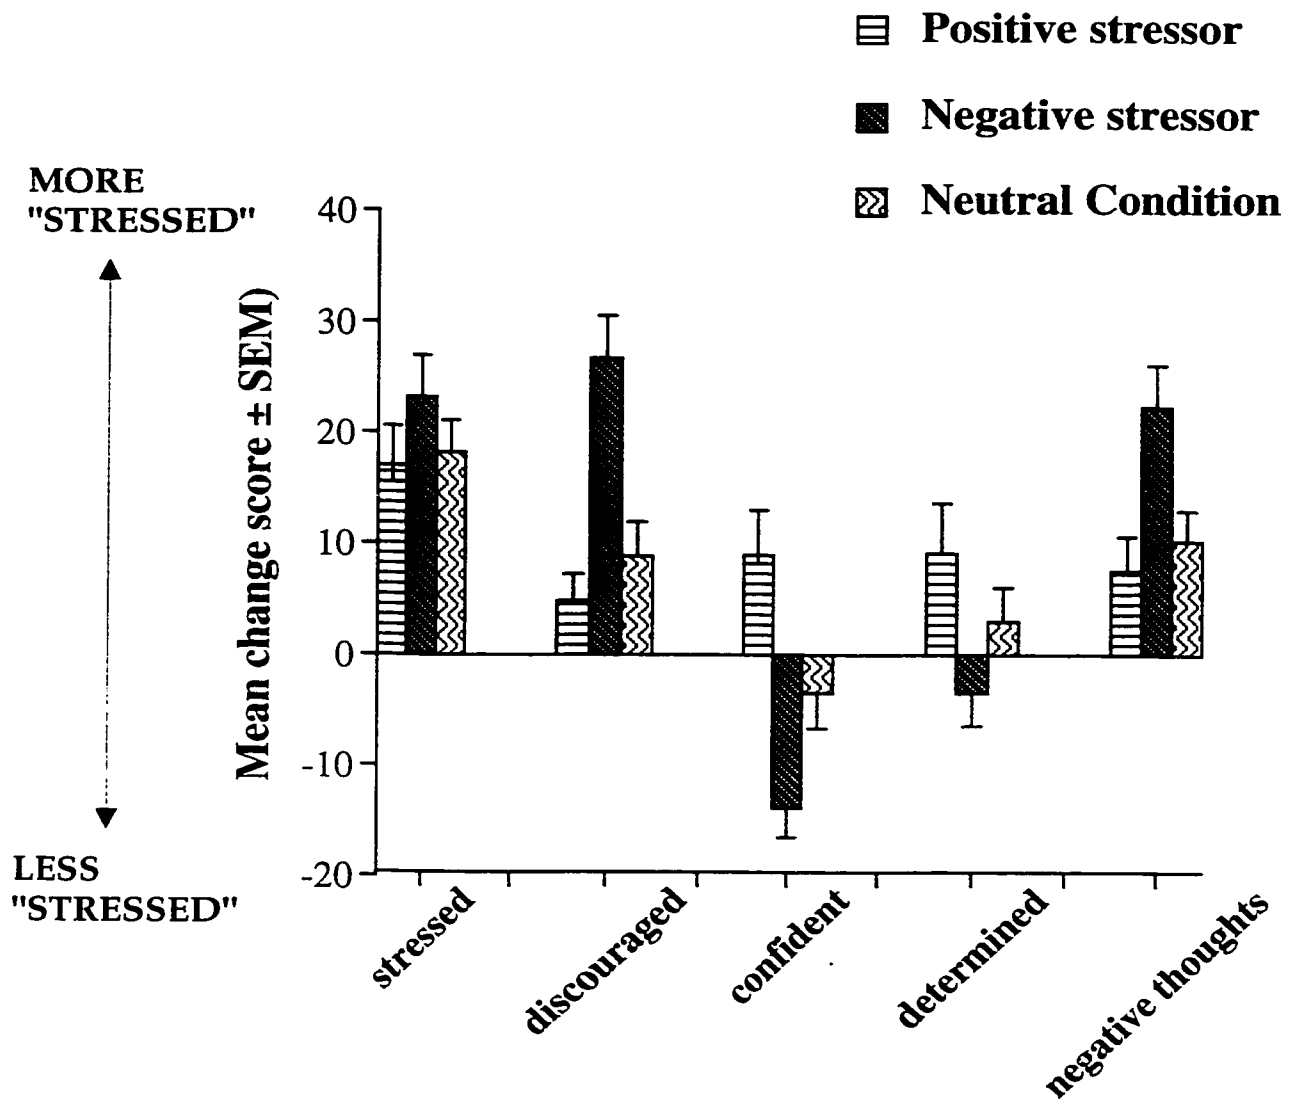 Positive stressor
Negative stressor
Neutral Condition
MORE
"STRESSED"
LESS
"STRESSED"
Mean change score ± SEM)
40
30
20
10
0
-10
-20
stressed
discouraged
confident
determined
negative thoughts